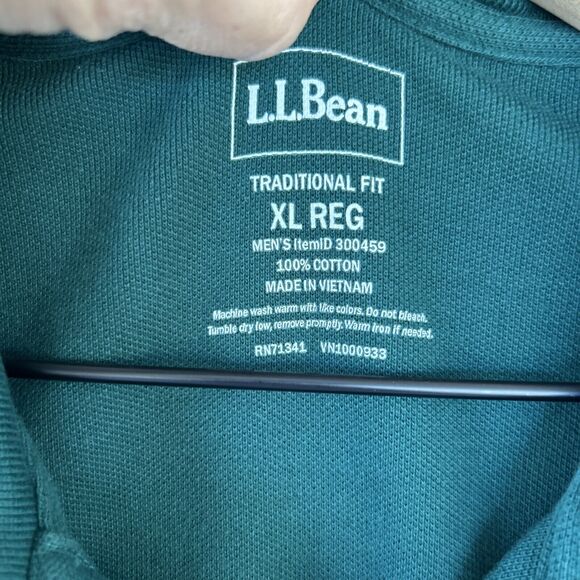 L.L.Bean
TRADITIONAL FIT
XL REG
MEN'S ItemID 300459
100% COTTON
MADE IN VIETNAM
Machine wash warm with like colors. Do not bleach.
Tumble dry low, remove promptly. Warm iron if needed.
RN71341 VN1000933